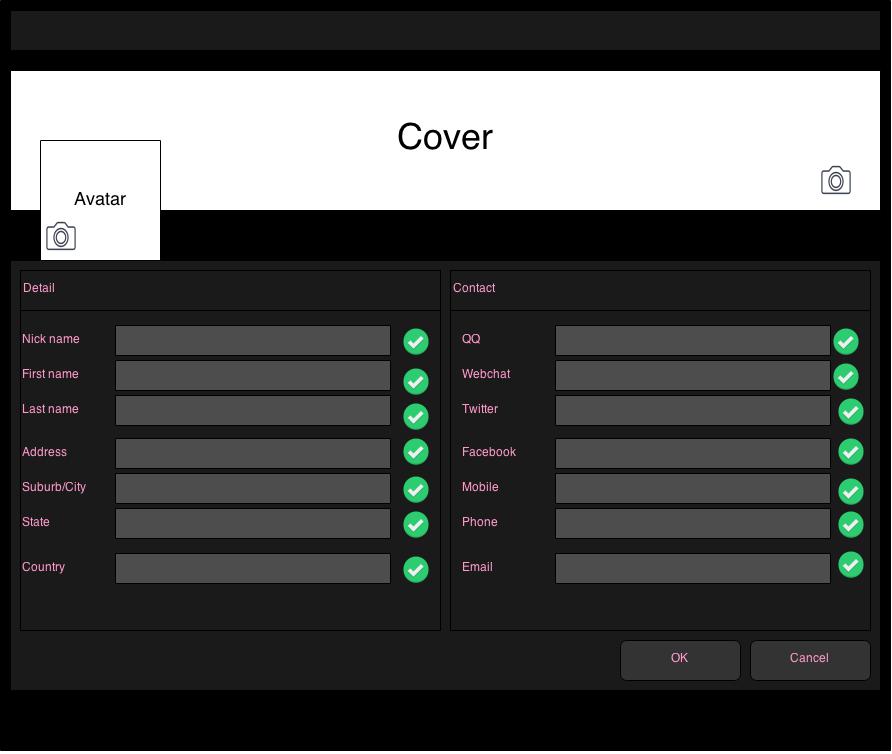 Cover
Avatar
Detail
Nick name
First name
Last name
Address
Suburb/City
State
Country
Contact
QQ
Webchat
Twitter
Facebook
Mobile
Phone
Email
OK
Cancel